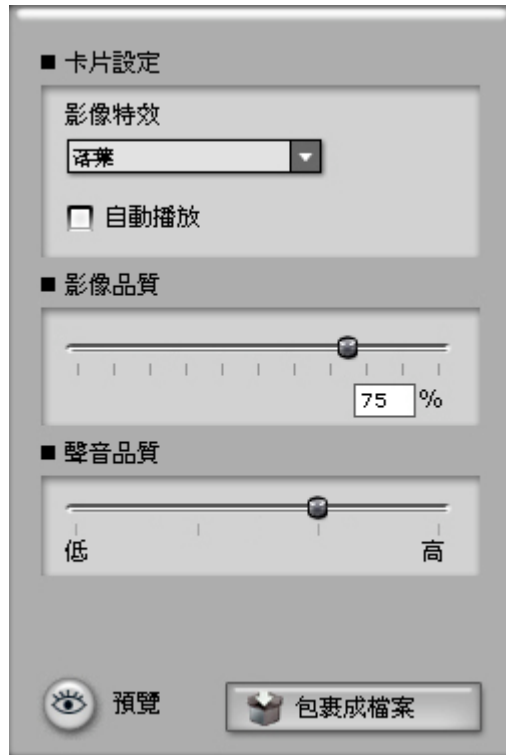 ■ 卡片設定
影像特效
落葉
自動播放
■ 影像品質
75 %
■ 聲音品質
低 高
預覽 包裹成檔案